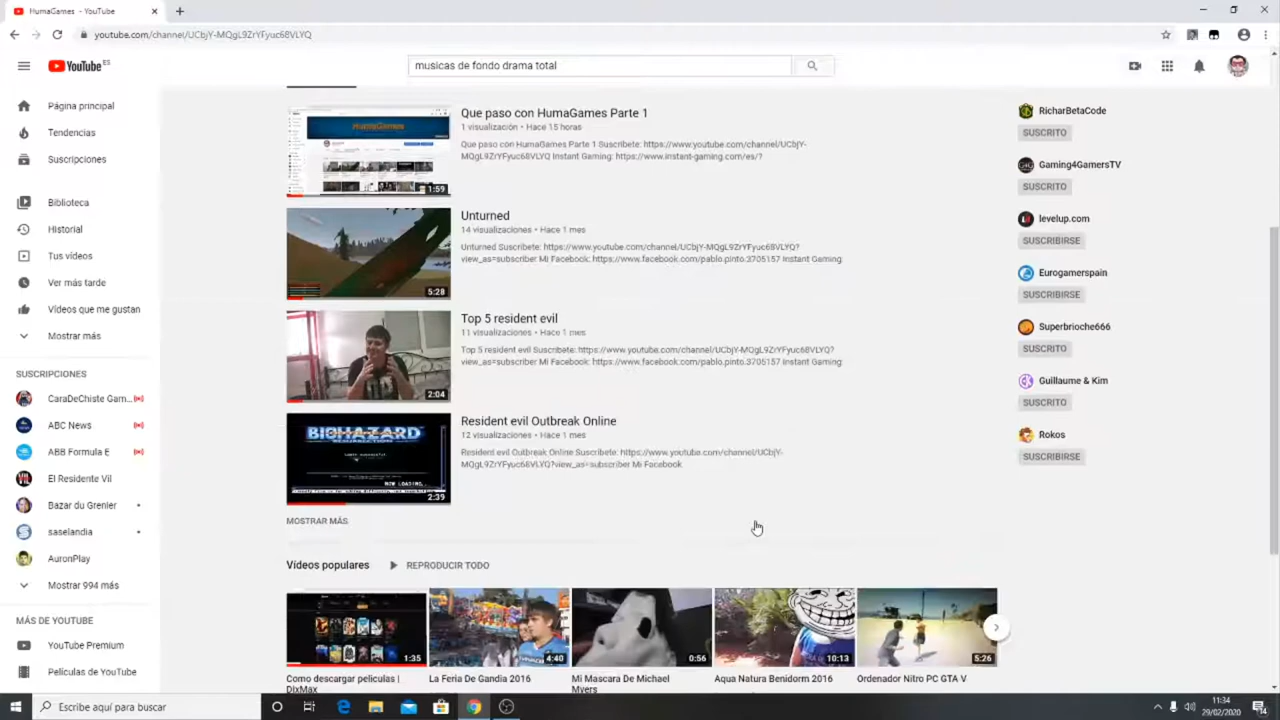 HumaGames - YouTube
youtube.com/channel/UCbjY-MQgL9ZrYFyuc68VLYQ
YouTube ES
musicas de fondo drama total
Página principal
Tendencias
Suscripciones
Biblioteca
Historial
Tus vídeos
Ver más tarde
Vídeos que me gustan
Mostrar más
SUSCRIPCIONES
CaraDeChiste Gam...
ABC News
ABB Formula E
El Residente Vil
Bazar du Grenier
saselandia
AuronPlay
Mostrar 994 más
MÁS DE YOUTUBE
YouTube Premium
Películas de YouTube
Que paso con HumaGames Parte 1
1 visualización • Hace 15 horas
Que paso con HumaGames Parte 1 Suscribete: https://www.youtube.com/channel/UCbjY-
MQgL9ZrYFyuc68VLYQ Instant Gaming: https://www.instant-gaming.com/es/?
1:59
Unturned
14 visualizaciones • Hace 1 mes
Unturned Suscribete: https://www.youtube.com/channel/UCbjY-MQgL9ZrYFyuc68VLYQ?
view_as=subscriber Mi Facebook: https://www.facebook.com/pablo.pinto.3705157 Instant Gaming
5:28
Top 5 resident evil
11 visualizaciones • Hace 1 mes
Top 5 resident evil Suscribete: https://www.youtube.com/channel/UCbjY-MQgL9ZrYFyuc68VLYQ?
view_as=subscriber Mi Facebook: https://www.facebook.com/pablo.pinto.3705157 Instant Gaming
2:04
Resident evil Outbreak Online
12 visualizaciones • Hace 1 mes
Resident evil Outbreak Online Suscribete: https://www.youtube.com/channel/UCbjY-
MQgL9ZrYFyuc68VLYQ?view_as=subscriber Mi Facebook
BIOHAZARD
NOW LOADING...
2:39
MOSTRAR MÁS
Vídeos populares
REPRODUCIR TODO
1:35
4:40
0:56
10:13
5:26
Como descargar peliculas |
DixMax
La Feria De Gandia 2016
Mi Mascara De Michael
Myers
Aqua Natura Benidorm 2016
Ordenador Nitro PC GTA V
RicharBetaCode
SUSCRITO
Gaming4GamersTV
SUSCRITO
levelup.com
SUSCRIBIRSE
Eurogamerspain
SUSCRIBIRSE
Superbrioche666
SUSCRITO
Guillaume & Kim
SUSCRITO
Rokos
SUSCRIBIRSE
Escribe aquí para buscar
11:34
29/02/2020
14